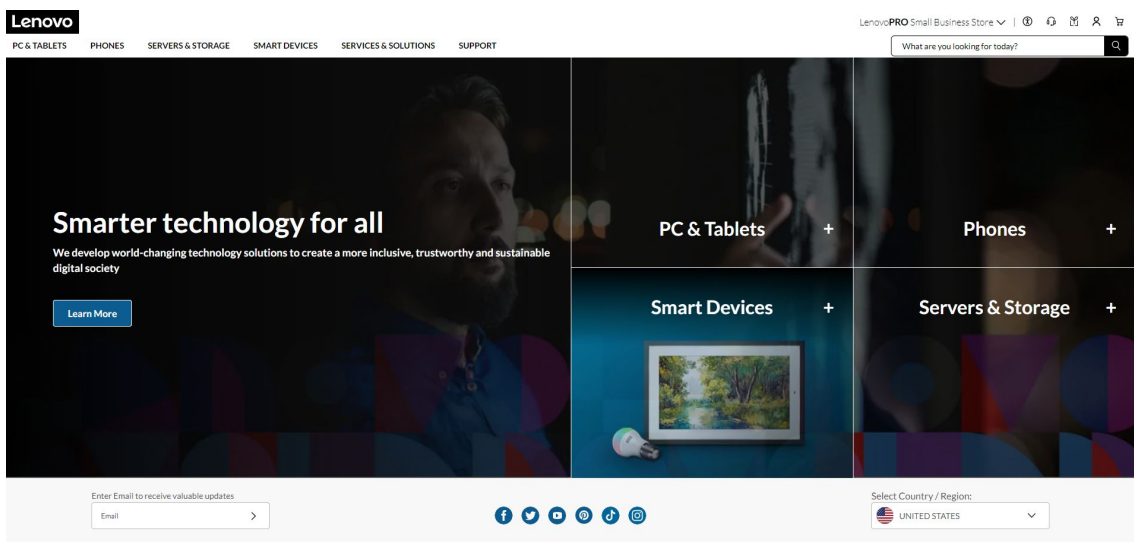 Lenovo
LenovoPRO Small Business Store
PC & TABLETS PHONES SERVERS & STORAGE SMART DEVICES SERVICES & SOLUTIONS SUPPORT
What are you looking for today?
Smarter technology for all
We develop world-changing technology solutions to create a more inclusive, trustworthy and sustainable
digital society
Learn More
PC & Tablets +
Phones +
Smart Devices +
Servers & Storage +
Enter Email to receive valuable updates
Email
Select Country / Region:
UNITED STATES